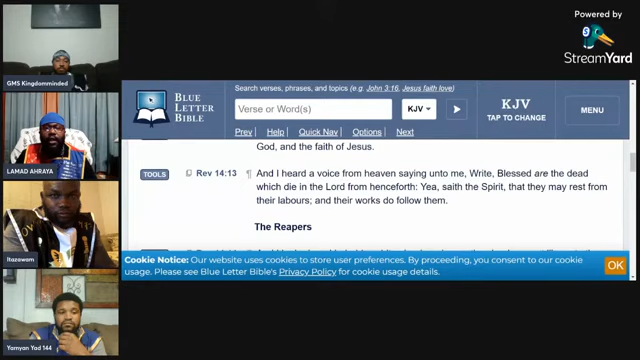 Powered by
StreamYard
GMS Kingdomminded
LAMAD AHRAYA
Itazawam
Yamyan Yad 144
BLUE
LETTER
BIBLE
Search verses, phrases, and topics (e.g. John 3:16, Jesus faith love)
Verse or Word(s)
KJV
KJV
TAP TO CHANGE
MENU
Prev
Help
Quick Nav
Options
Next
God, and the faith of Jesus.
TOOLS Rev 14:13 ¶ And I heard a voice from heaven saying unto me, Write, Blessed are the dead
which die in the Lord from henceforth: Yea, saith the Spirit, that they may rest from
their labours; and their works do follow them.
The Reapers
Cookie Notice: Our website uses cookies to store user preferences. By proceeding, you consent to our cookie
usage. Please see Blue Letter Bible's Privacy Policy for cookie usage details.
OK